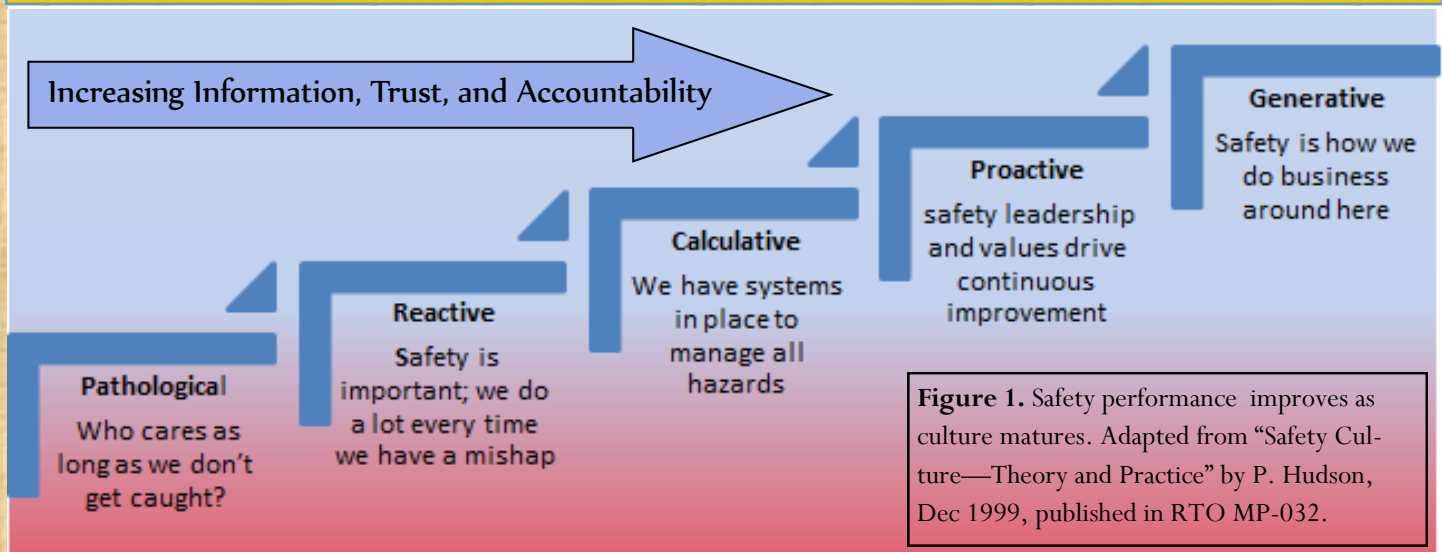 Increasing Information, Trust, and Accountability
Generative
Safety is how we
do business
around here
Proactive
safety leadership
and values drive
continuous
improvement
Calculative
We have systems
in place to
manage all
hazards
Reactive
Safety is
important; we do
a lot every time
we have a mishap
Pathological
Who cares as
long as we don't
get caught?
Figure 1. Safety performance improves as
culture matures. Adapted from “Safety Cul-
ture—Theory and Practice” by P. Hudson,
Dec 1999, published in RTO MP-032.